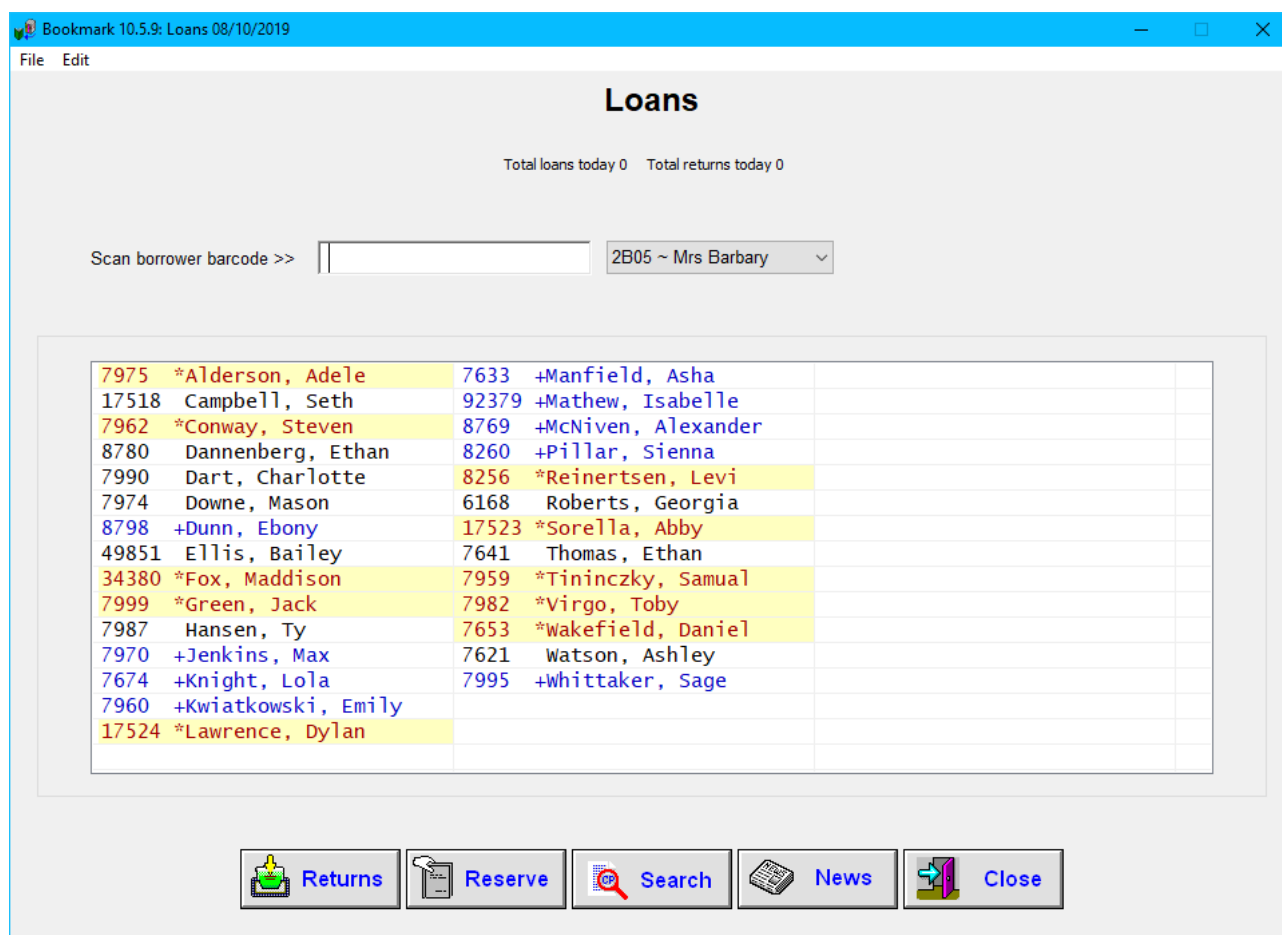 Bookmark 10.5.9: Loans 08/10/2019
File Edit
Loans
Total loans today 0 Total returns today 0
Scan borrower barcode >> 2B05 ~ Mrs Barbary
7975 *Alderson, Adele 7633 +Manfield, Asha
17518 Campbell, Seth 92379 +Mathew, Isabelle
7962 *Conway, Steven 8769 +McNiven, Alexander
8780 Dannenberg, Ethan 8260 +Pillar, Sienna
7990 Dart, Charlotte 8256 *Reinertsen, Levi
7974 Downe, Mason 6168 Roberts, Georgia
8798 +Dunn, Ebony 17523 *Sorella, Abby
49851 Ellis, Bailey 7641 Thomas, Ethan
34380 *Fox, Maddison 7959 *Tininczky, Samual
7999 *Green, Jack 7982 *Virgo, Toby
7987 Hansen, Ty 7653 *Wakefield, Daniel
7970 +Jenkins, Max 7621 Watson, Ashley
7674 +Knight, Lola 7995 +Whittaker, Sage
7960 +Kwiatkowski, Emily
17524 *Lawrence, Dylan
Returns Reserve CP Search News Close